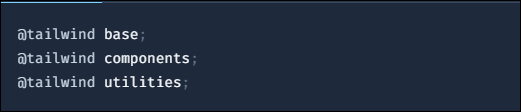 @tailwind base;
@tailwind components;
@tailwind utilities;